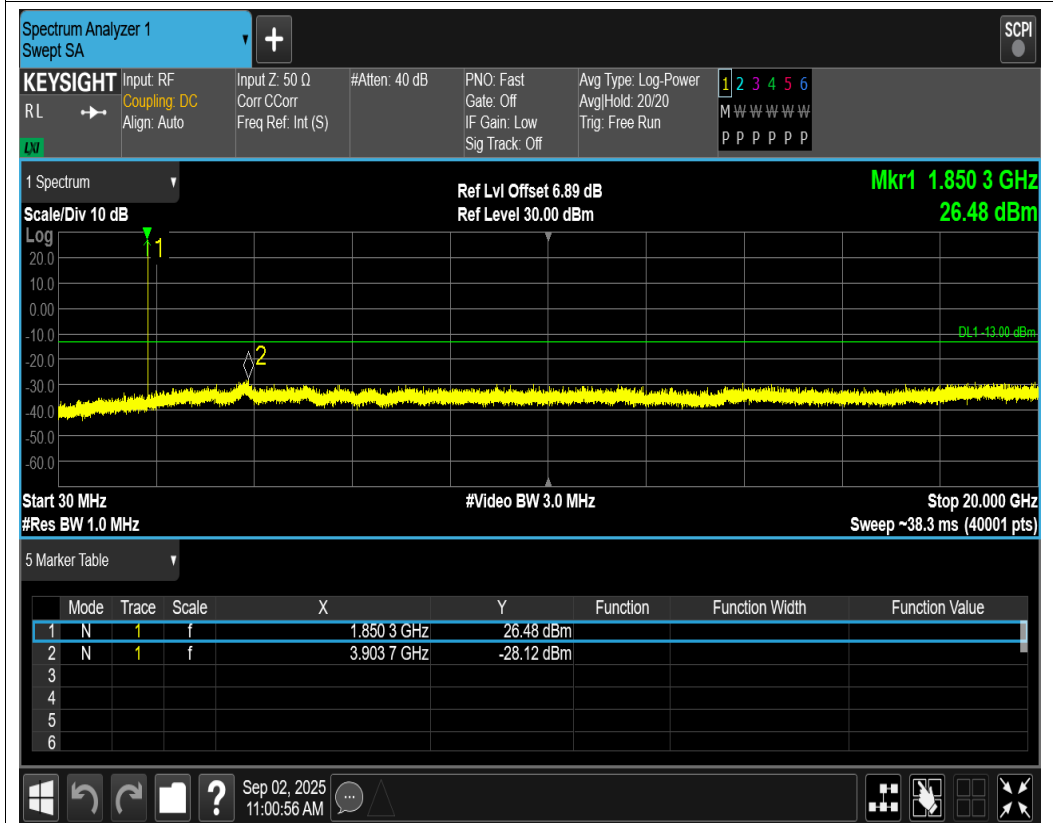 Spectrum Analyzer 1
Swept SA
+
SCPI
KEYSIGHT
RL
LXI
Input: RF
Coupling: DC
Align: Auto
Input Z: 50 Ω
Corr CCorr
Freq Ref: Int (S)
#Atten: 40 dB
PNO: Fast
Gate: Off
IF Gain: Low
Sig Track: Off
Avg Type: Log-Power
Avg|Hold: 20/20
Trig: Free Run
1 2 3 4 5 6
M W W W W W
P P P P P P
1 Spectrum
Scale/Div 10 dB
Ref Lvl Offset 6.89 dB
Ref Level 30.00 dBm
Mkr1 1.850 3 GHz
26.48 dBm
Log
1
20.0
10.0
0.00
-10.0
DL1 -13.00 dBm
2
-20.0
-30.0
-40.0
-50.0
-60.0
Start 30 MHz
#Video BW 3.0 MHz
Stop 20.000 GHz
#Res BW 1.0 MHz
Sweep ~38.3 ms (40001 pts)
5 Marker Table
Mode Trace Scale X Y Function Function Width Function Value
1 N 1 f 1.850 3 GHz 26.48 dBm
2 N 1 f 3.903 7 GHz -28.12 dBm
3
4
5
6
?
Sep 02, 2025
11:00:56 AM